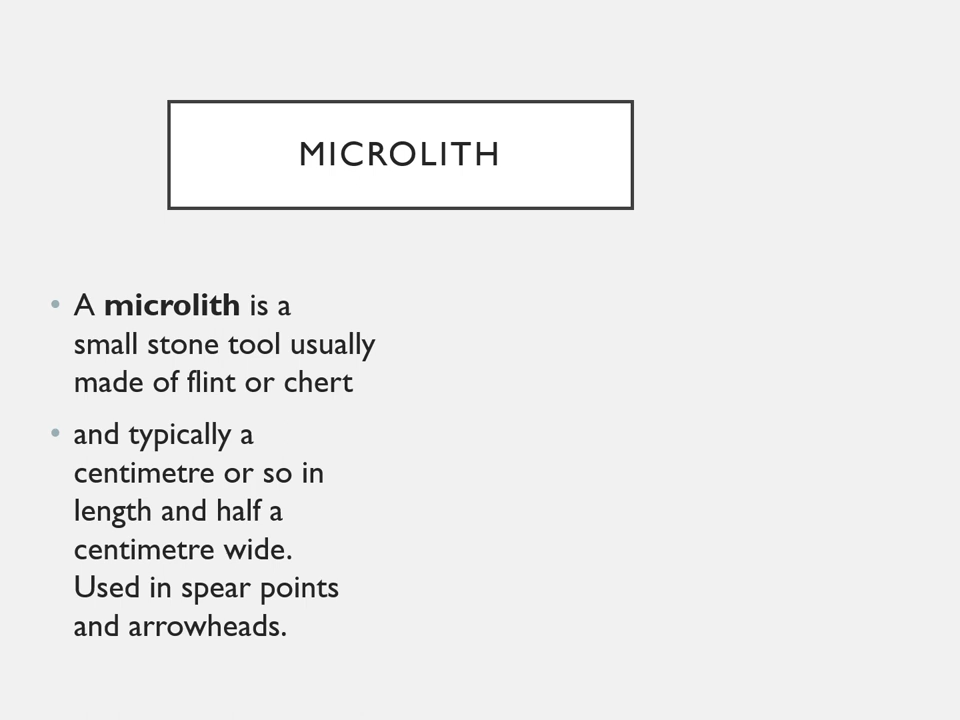 MICROLITH
• A microlith is a
small stone tool usually
made of flint or chert
• and typically a
centimetre or so in
length and half a
centimetre wide.
Used in spear points
and arrowheads.